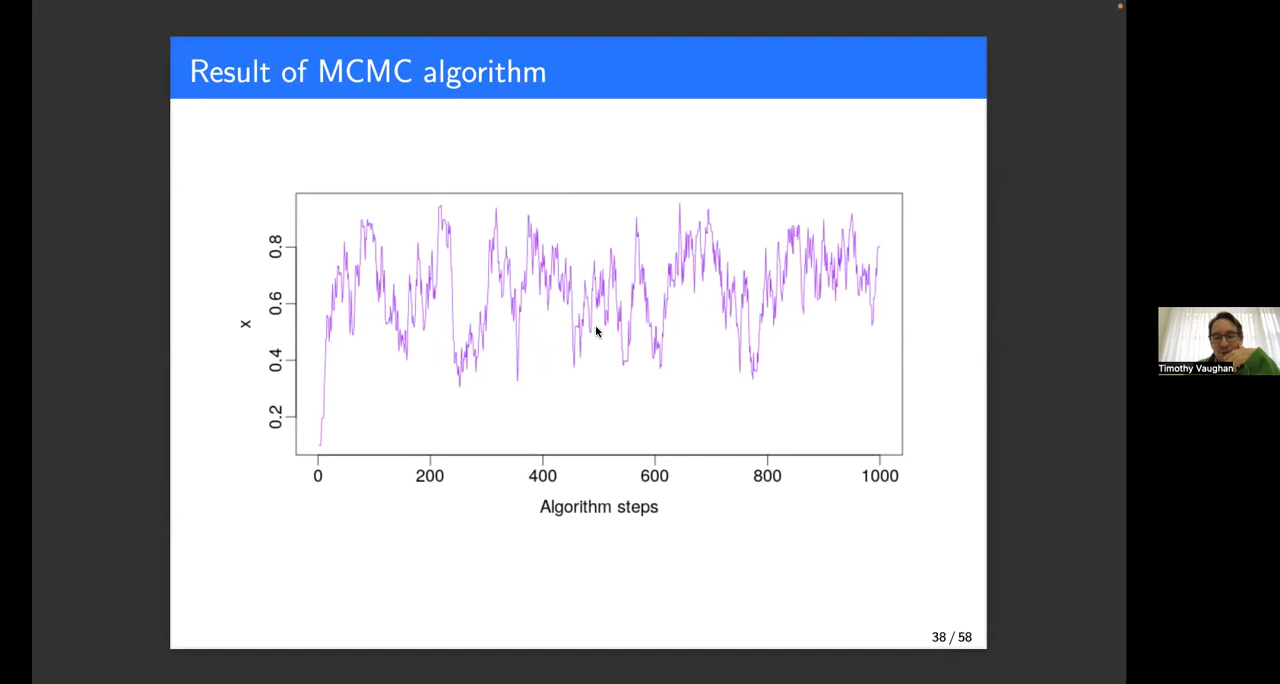 Result of MCMC algorithm
0.8
0.6
x
0.4
0.2
0 200 400 600 800 1000
Algorithm steps
38 / 58
Timothy Vaughan